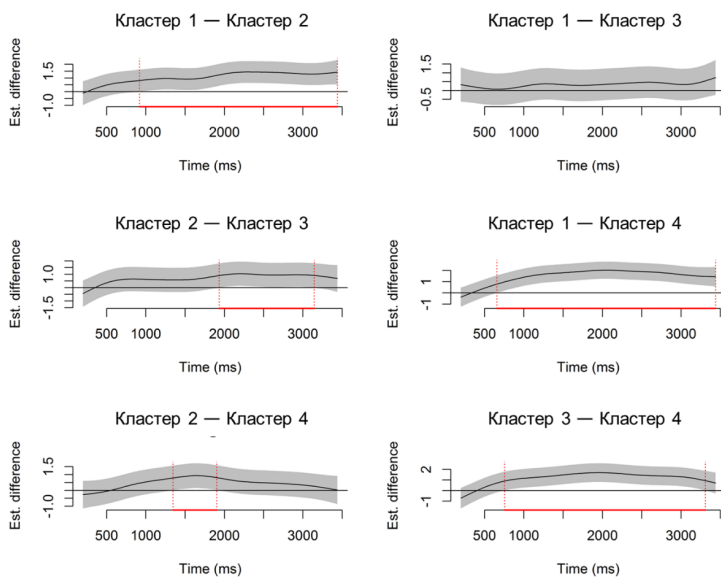 Кластер 1 — Кластер 2
Est. difference
-1.0
1.5
500
1000
2000
3000
Time (ms)
Кластер 1 — Кластер 3
Est. difference
-0.5
1.5
500
1000
2000
3000
Time (ms)
Кластер 2 — Кластер 3
Est. difference
-1.5
1.0
500
1000
2000
3000
Time (ms)
Кластер 1 — Кластер 4
Est. difference
-1
1
500
1000
2000
3000
Time (ms)
Кластер 2 — Кластер 4
Est. difference
-1.0
1.5
500
1000
2000
3000
Time (ms)
Кластер 3 — Кластер 4
Est. difference
-1
2
500
1000
2000
3000
Time (ms)